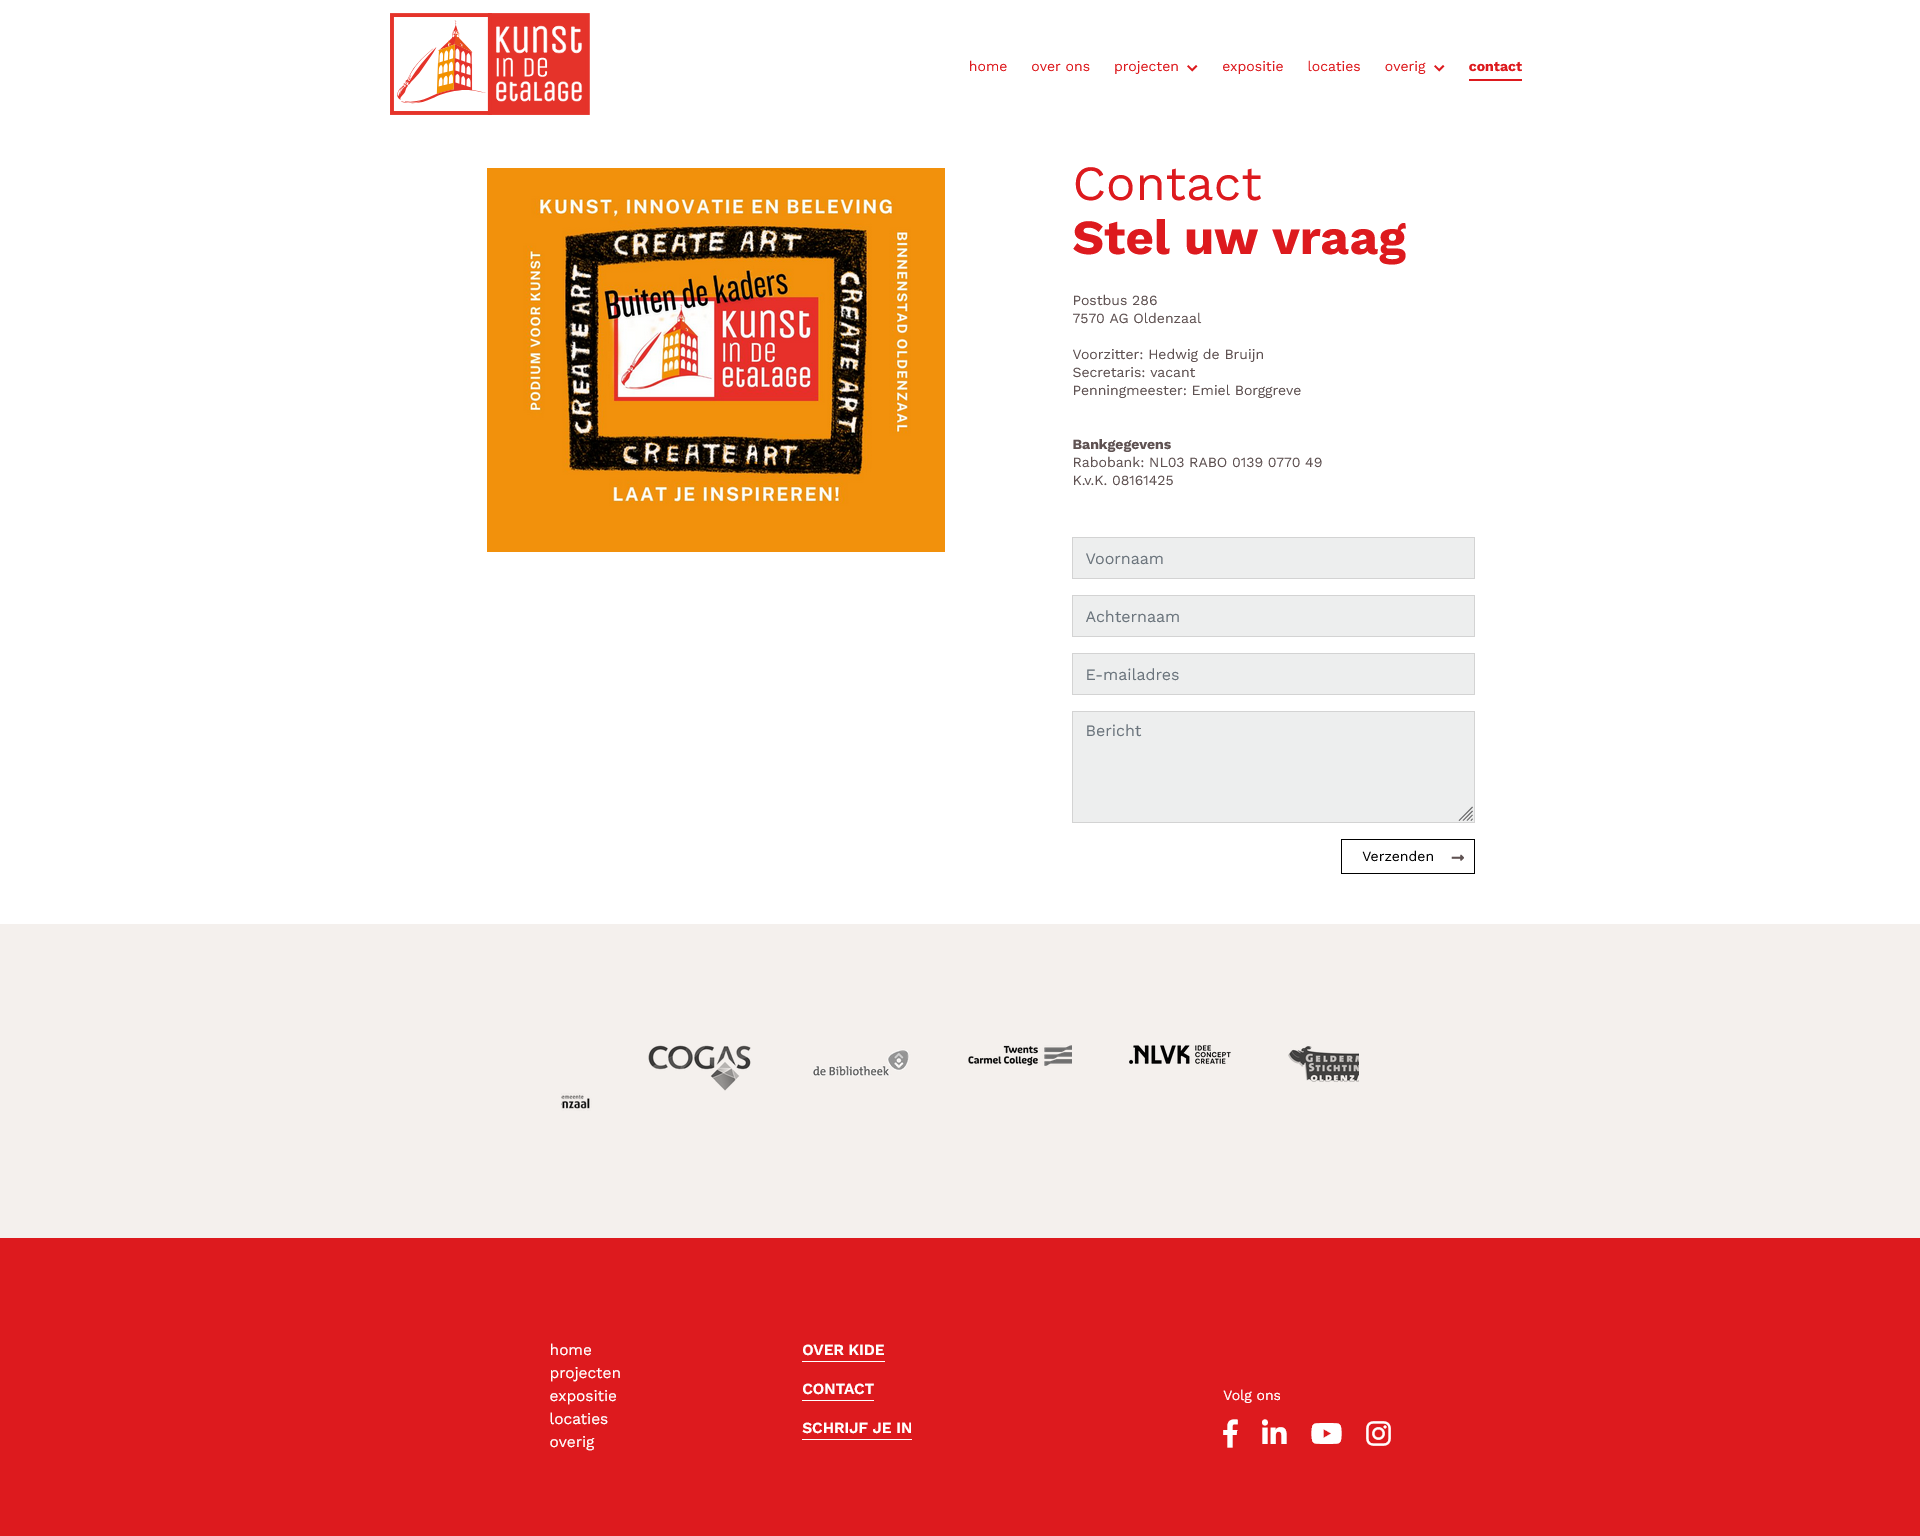 Kunst
in de
etalage
home over ons projecten expositie locaties overig contact
KUNST, INNOVATIE EN BELEVING
PODIUM VOOR KUNST
BINNENSTAD OLDENZAAL
CREATE ART
CREATE ART
CREATE ART
CREATE ART
Buiten de kaders
Kunst
in de
etalage
LAAT JE INSPIREREN!
Contact
Stel uw vraag
Postbus 286
7570 AG Oldenzaal
Voorzitter: Hedwig de Bruijn
Secretaris: vacant
Penningmeester: Emiel Borggreve
Bankgegevens
Rabobank: NL03 RABO 0139 0770 49
K.v.K. 08161425
Voornaam
Achternaam
E-mailadres
Bericht
Verzenden
emeente
nzaal
COGAS
de Bibliotheek
Twents
Carmel College
.NLVK IDEE
CONCEPT
CREATIE
GELDERM
STICHTIN
OLDENZ
home
projecten
expositie
locaties
overig
OVER KIDE
CONTACT
SCHRIJF JE IN
Volg ons